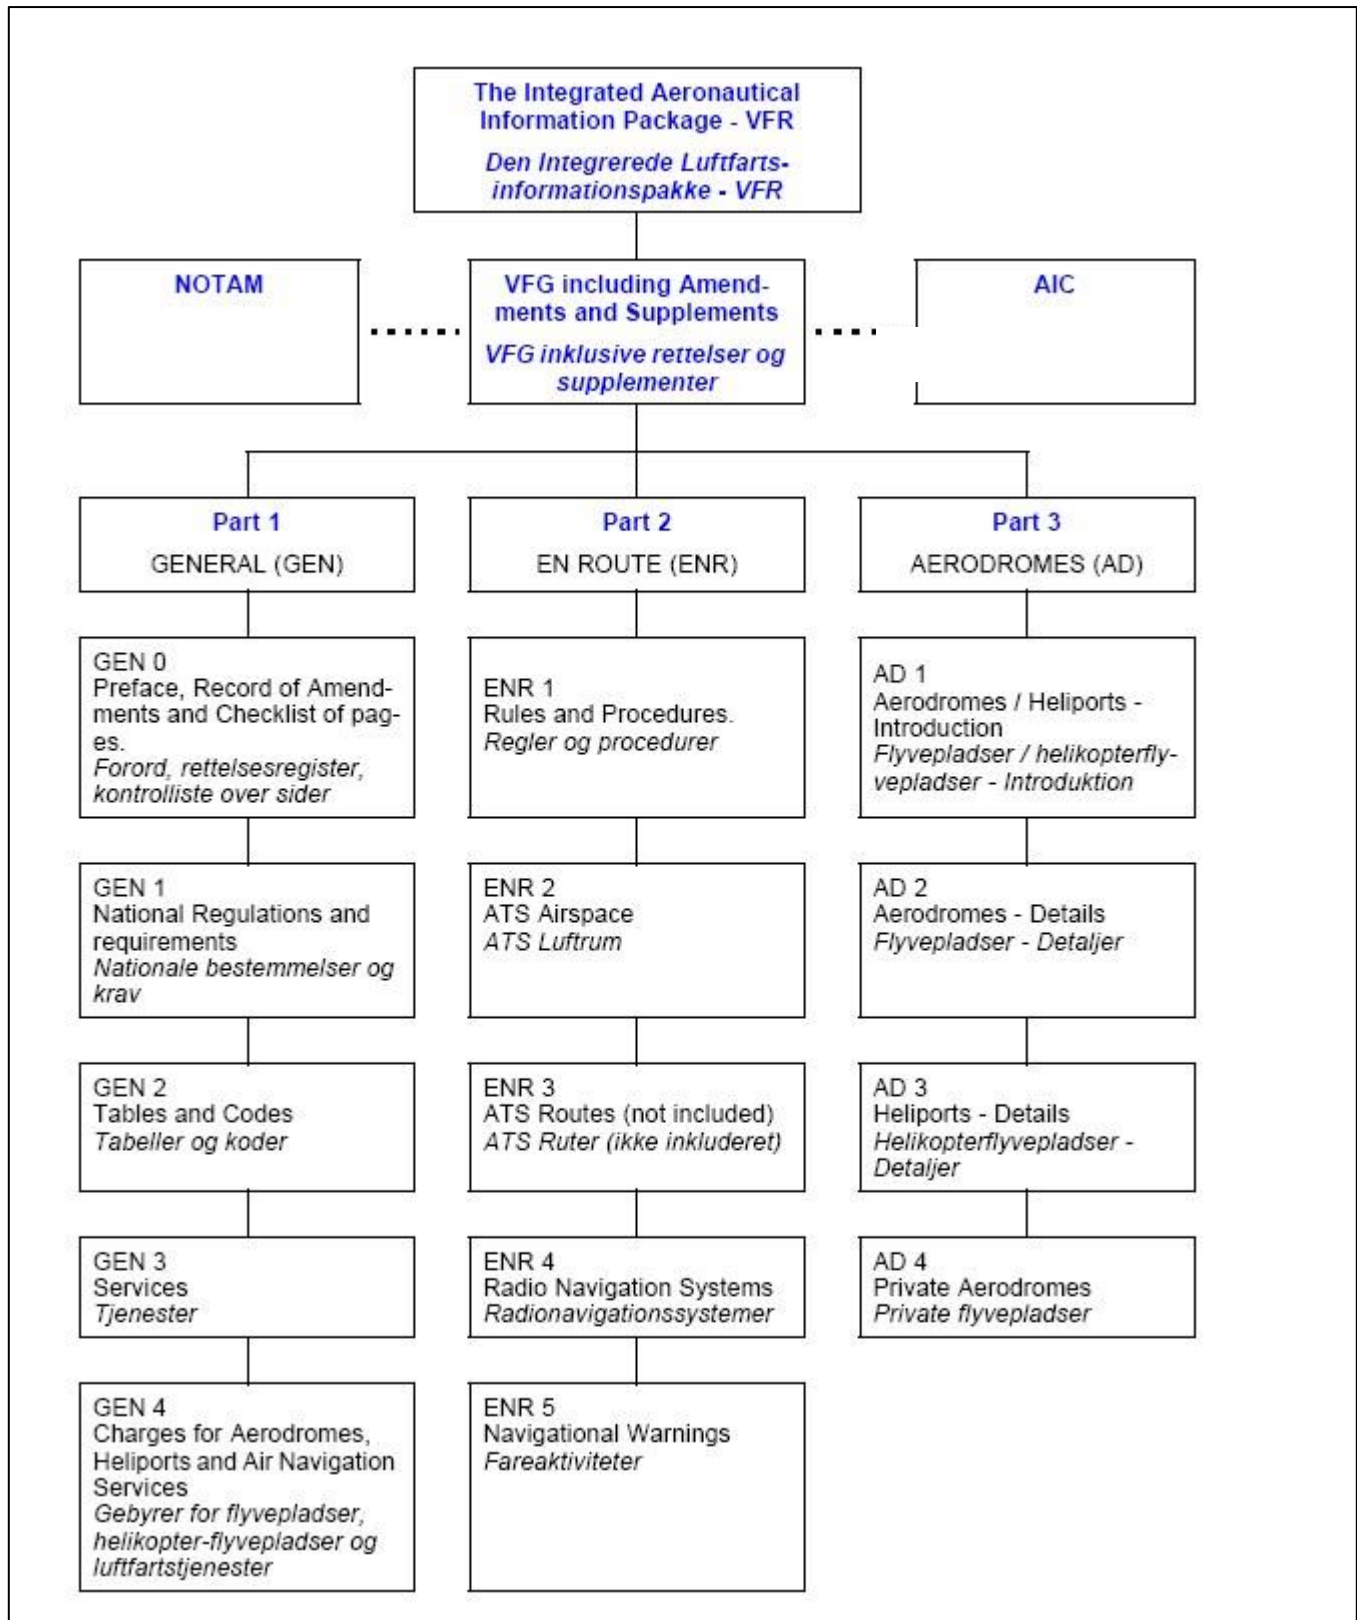 The Integrated Aeronautical
Information Package - VFR
Den Integrerede Luftfarts-
informationspakke - VFR
NOTAM
VFG including Amend-
ments and Supplements
VFG inklusive rettelser og
supplementer
AIC
Part 1
GENERAL (GEN)
Part 2
EN ROUTE (ENR)
Part 3
AERODROMES (AD)
GEN 0
Preface, Record of Amend-
ments and Checklist of pag-
es.
Forord, rettelsesregister,
kontrolliste over sider
ENR 1
Rules and Procedures.
Regler og procedurer
AD 1
Aerodromes / Heliports -
Introduction
Flyvepladser / helikopterfly-
vepladser - Introduktion
GEN 1
National Regulations and
requirements
Nationale bestemmelser og
krav
ENR 2
ATS Airspace
ATS Luftrum
AD 2
Aerodromes - Details
Flyvepladser - Detaljer
GEN 2
Tables and Codes
Tabeller og koder
ENR 3
ATS Routes (not included)
ATS Ruter (ikke inkluderet)
AD 3
Heliports - Details
Helikopterflyvepladser -
Detaljer
GEN 3
Services
Tjenester
ENR 4
Radio Navigation Systems
Radionavigationssystemer
AD 4
Private Aerodromes
Private flyvepladser
GEN 4
Charges for Aerodromes,
Heliports and Air Navigation
Services
Gebyrer for flyvepladser,
helikopter-flyvepladser og
luftfartstjenester
ENR 5
Navigational Warnings
Fareaktiviteter